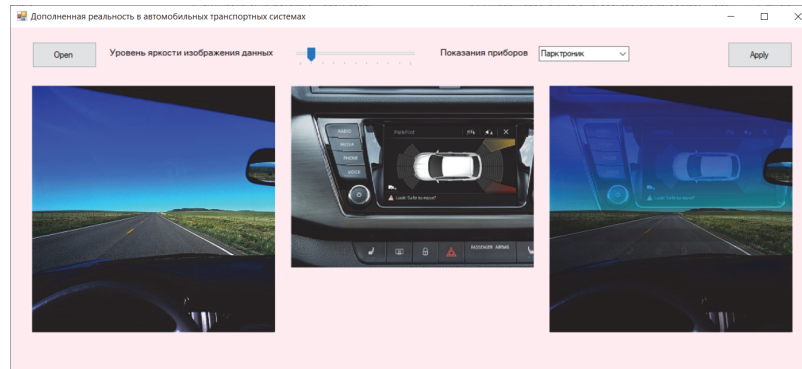 Дополненная реальность в автомобильных транспортных системах
Open
Уровень яркости изображения данных
Показания приборов
Парктроник
Apply
AUDIO
MEDIA
PHONE
VOICE
ParkPilot
Look: Safe to move?
PASSENGER AIRBAG